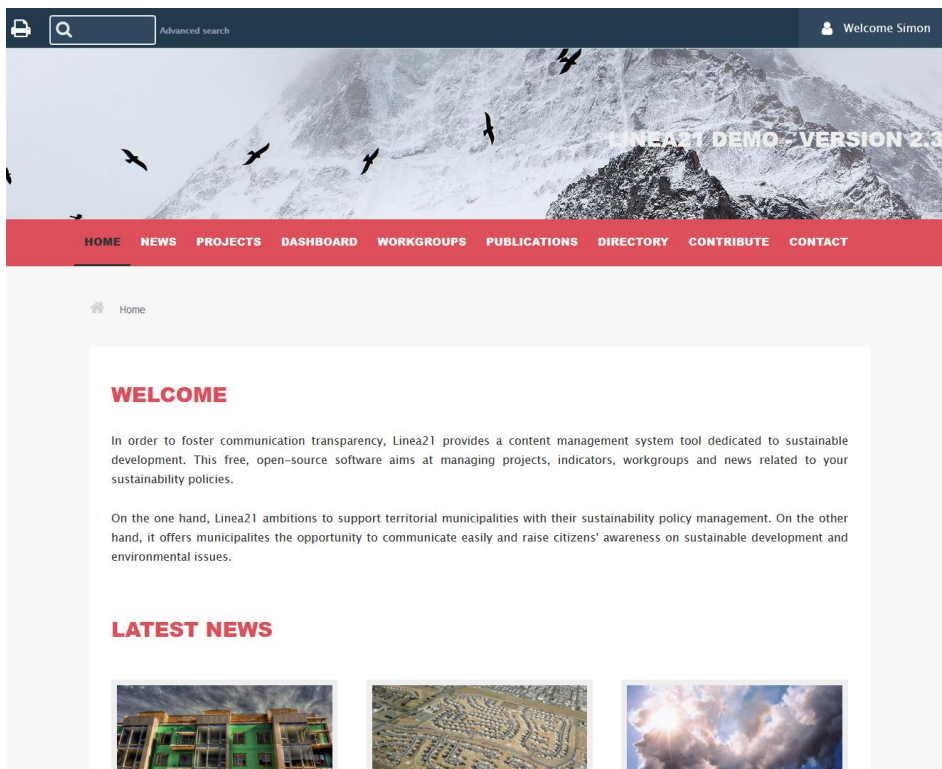 Advanced search
Welcome Simon
LINEA21 DEMO - VERSION 2.3
HOME NEWS PROJECTS DASHBOARD WORKGROUPS PUBLICATIONS DIRECTORY CONTRIBUTE CONTACT
Home
WELCOME
In order to foster communication transparency, Linea21 provides a content management system tool dedicated to sustainable
development. This free, open-source software aims at managing projects, indicators, workgroups and news related to your
sustainability policies.
On the one hand, Linea21 ambitions to support territorial municipalities with their sustainability policy management. On the other
hand, it offers municipalites the opportunity to communicate easily and raise citizens' awareness on sustainable development and
environmental issues.
LATEST NEWS